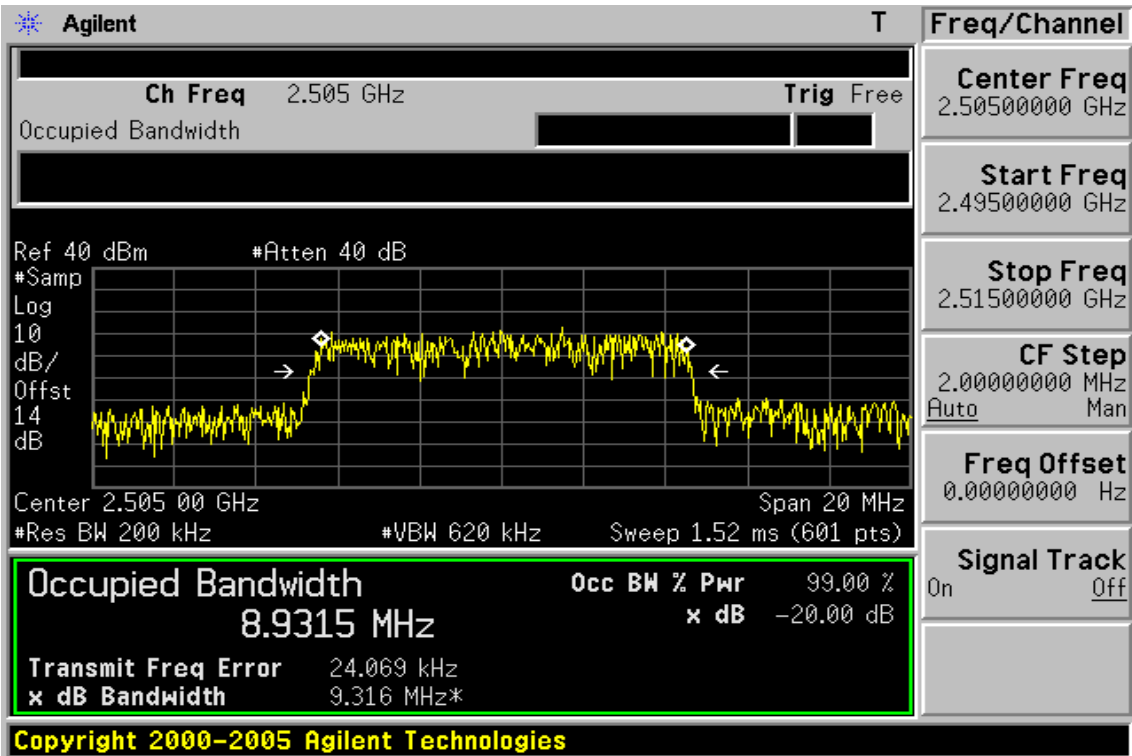 Agilent T
Ch Freq 2.505 GHz Trig Free
Occupied Bandwidth
Ref 40 dBm #Atten 40 dB
#Samp
Log
10
dB/
Offst
14
dB
Center 2.505 00 GHz Span 20 MHz
#Res BW 200 kHz #VBW 620 kHz Sweep 1.52 ms (601 pts)
Occupied Bandwidth
8.9315 MHz
Occ BW % Pwr 99.00 %
x dB -20.00 dB
Transmit Freq Error 24.069 kHz
x dB Bandwidth 9.316 MHz*
Copyright 2000-2005 Agilent Technologies
Freq/Channel
Center Freq
2.50500000 GHz
Start Freq
2.49500000 GHz
Stop Freq
2.51500000 GHz
CF Step
2.00000000 MHz
Auto Man
Freq Offset
0.00000000 Hz
Signal Track
On Off